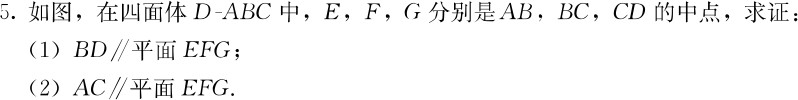 5. 如图，在四面体 D-ABC 中，E，F，G 分别是 AB，BC，CD 的中点，求证：
（1）BD∥平面 EFG；
（2）AC∥平面 EFG.